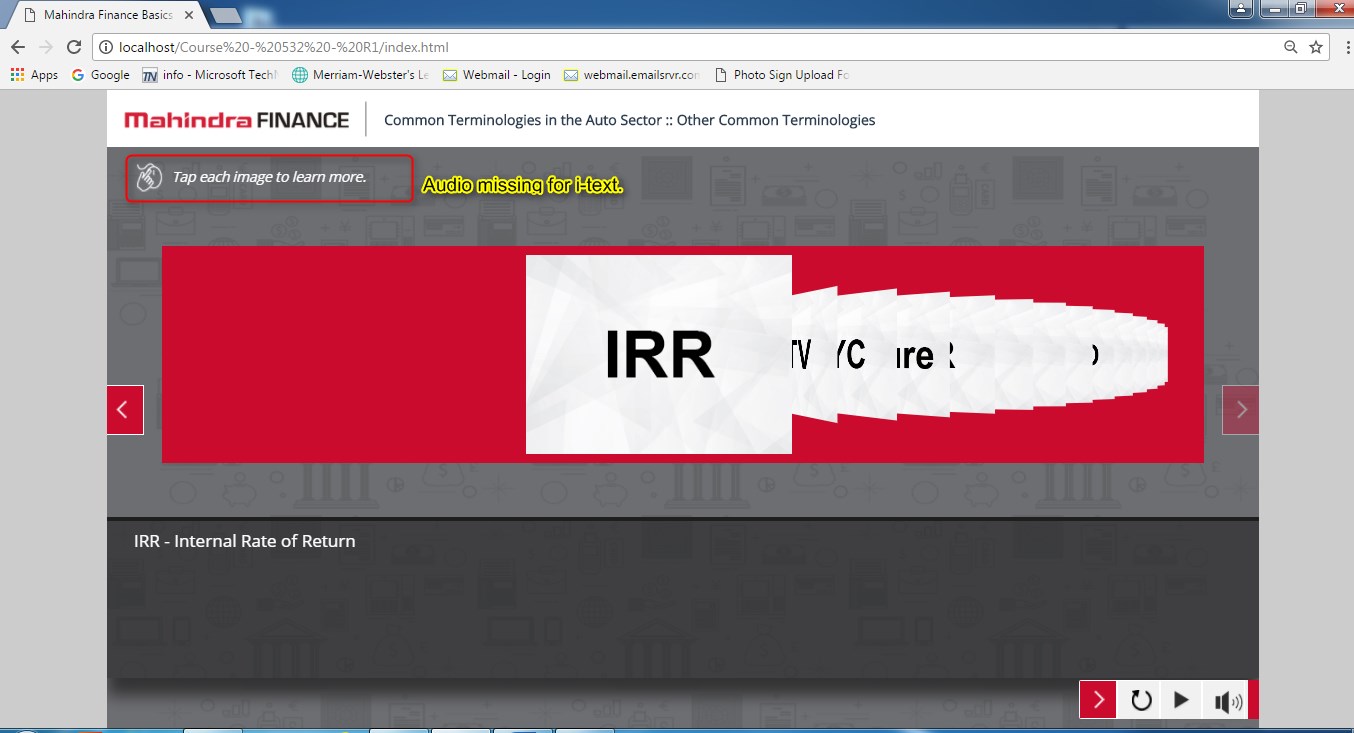 Mahindra Finance Basics
localhost/Course%20-%20532%20-%20R1/index.html
Apps Google info - Microsoft Tech Merriam-Webster's Le Webmail - Login webmail.emailsrvr.con Photo Sign Upload Fo
Mahindra FINANCE Common Terminologies in the Auto Sector :: Other Common Terminologies
Tap each image to learn more. Audio missing for i-text.
IRR TV YC ure R
IRR - Internal Rate of Return